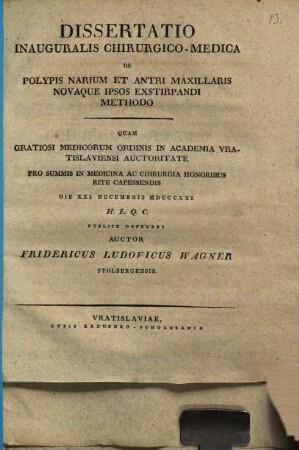 13.
DISSERTATIO
INAUGURALIS CHIRURGICO-MEDICA
DE
POLYPIS NARIUM ET ANTRI MAXILLARIS
NOVAQUE IPSOS EXSTIRPANDI
METHODO
QUAM
GRATIOSI MEDICORUM ORDINIS IN ACADEMIA VRA-
TISLAVIENSI AUCTORITATE
PRO SUMMIS IN MEDICINA AC CHIRURGIA HONORIBUS
RITE CAPESSENDIS
DIE XXI. DECEMBRIS MDCCCXXI.
H. L. Q. C.
PUBLICE DEFENDET
AUCTOR
FRIDERICUS LUDOVICUS WAGNER
STOLBERGENSIS.
VRATISLAVIAE,
TYPIS KREUSERO-SCHOLZIANIS